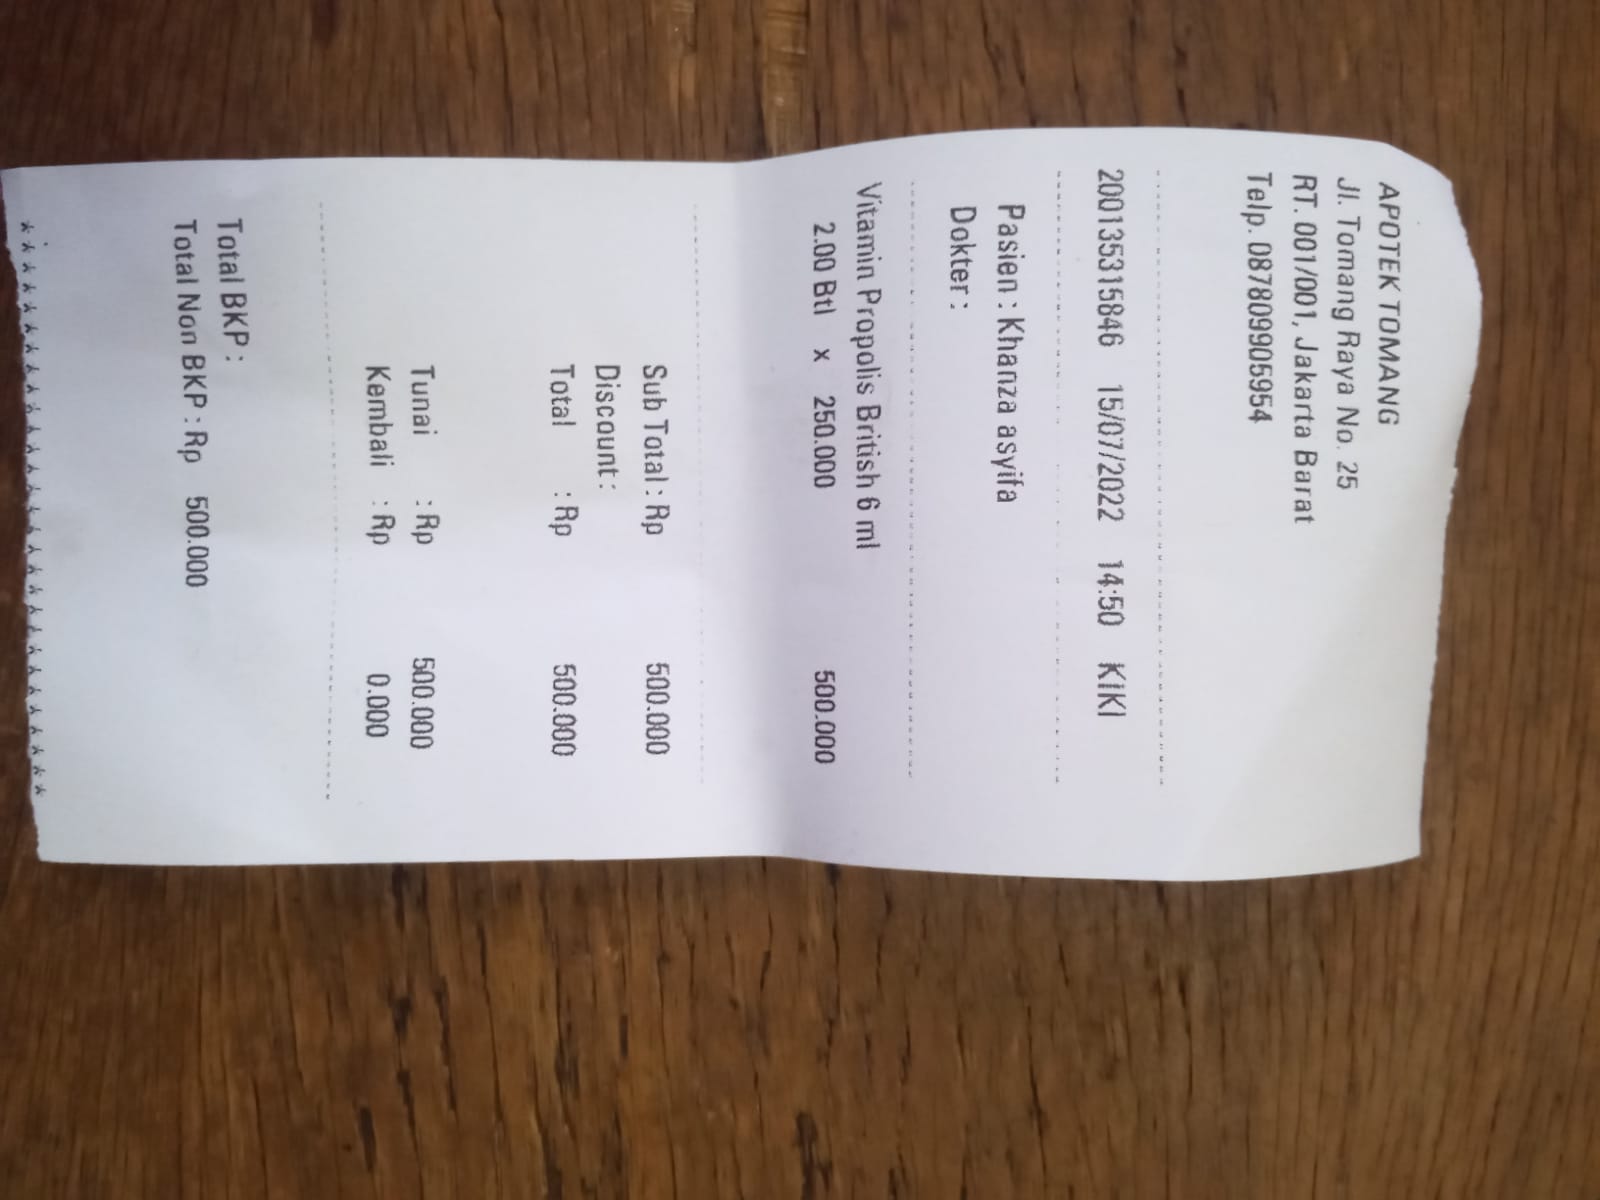 APOTEK TOMANG
Jl. Tomang Raya No. 25
RT. 001/001, Jakarta Barat
Telp. 087809905954
20013531584​6 15/07/2022 14:50 KIKI
Pasien : Khanza asyifa
Dokter :
Vitamin Propolis British 6 ml
2.00 Btl x 250.000 500.000
Sub Total : Rp 500.000
Discount :
Total : Rp 500.000
Tunai : Rp 500.000
Kembali : Rp 0.000
Total BKP :
Total Non BKP : Rp 500.000